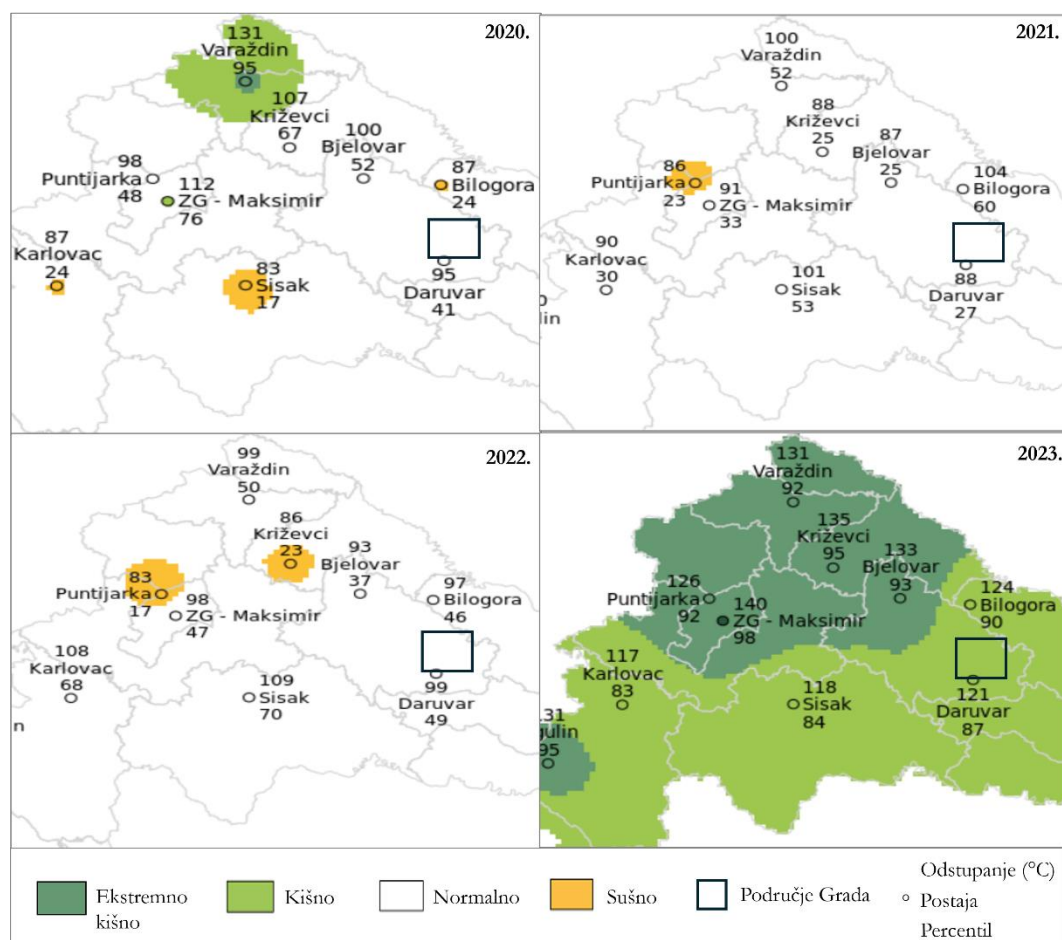 2020.
131
Varaždin
95
107
Križevci
67
100
Bjelovar
52
98
Puntijarka
48
112
ZG - Maksimir
76
87
Bilogora
24
87
Karlovac
24
83
Sisak
17
95
Daruvar
41
2021.
100
Varaždin
52
88
Križevci
25
87
Bjelovar
25
86
Puntijarka
23
91
ZG - Maksimir
33
104
Bilogora
60
90
Karlovac
30
0
lin
101
Sisak
53
88
Daruvar
27
2022.
99
Varaždin
50
86
Križevci
23
93
Bjelovar
37
83
Puntijarka
17
98
ZG - Maksimir
47
97
Bilogora
46
108
Karlovac
68
n
109
Sisak
70
99
Daruvar
49
2023.
131
Varaždin
92
135
Križevci
95
133
Bjelovar
93
126
Puntijarka
92
140
ZG - Maksimir
98
124
Bilogora
90
117
Karlovac
83
131
gulin
95
118
Sisak
84
121
Daruvar
87
Ekstremno
kišno
Kišno
Normalno
Sušno
Područje Grada
Odstupanje (°C)
Postaja
Percentil